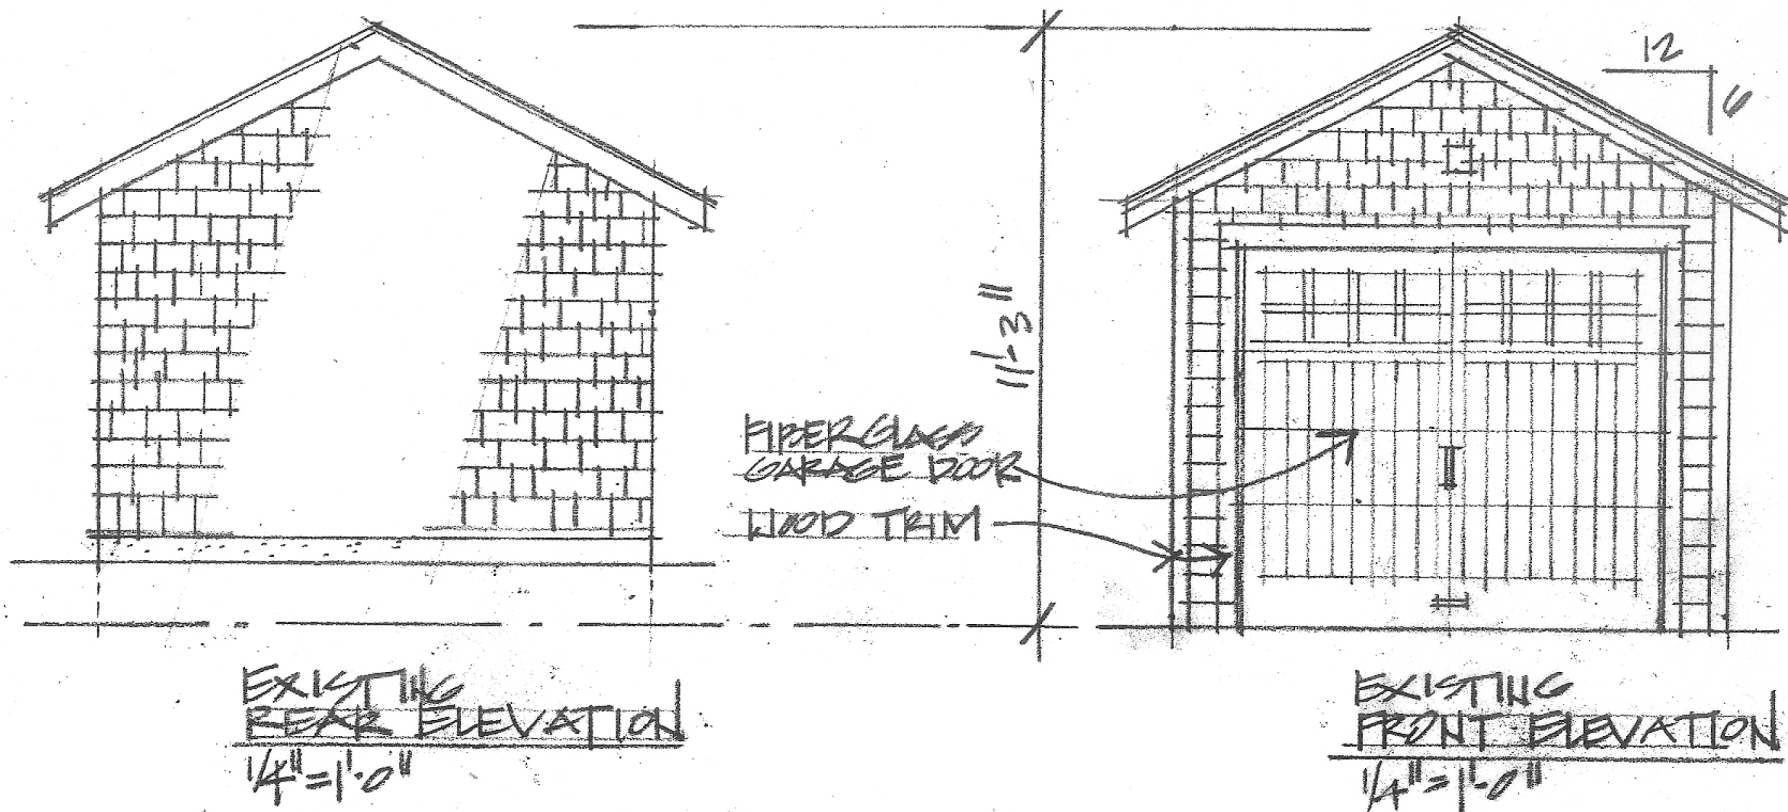 12
6
11'-3"
FIBERGLASS
GARAGE DOOR
WOOD TRIM
EXISTING
REAR ELEVATION
1/4"=1'-0"
EXISTING
FRONT ELEVATION
1/4"=1'-0"